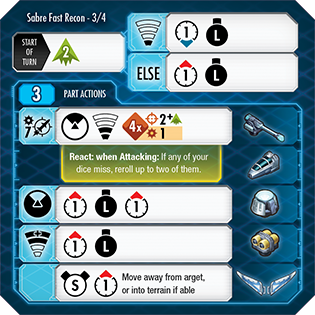 Sabre Fast Recon - 3/4
START OF TURN
2
1 L
ELSE
1 L
3 PART ACTIONS
7
4x 2+
1
React: when Attacking: If any of your
dice miss, reroll up to two of them.
1 L 1
1 L
S 1 Move away from arget,
or into terrain if able